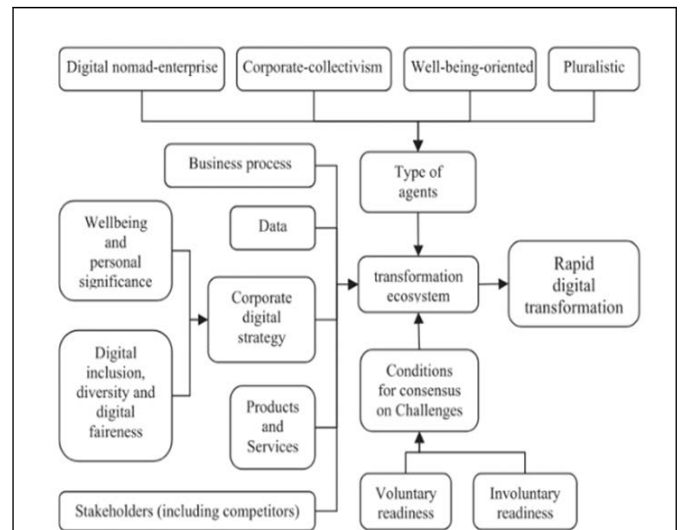 Digital nomad-enterprise
Corporate-collectivism
Well-being-oriented
Pluralistic
Business process
Type of
agents
Wellbeing
and
personal
significance
Data
transformation
ecosystem
Rapid
digital
transformation
Corporate
digital
strategy
Digital
inclusion,
diversity and
digital
faireness
Conditions
for consensus
on Challenges
Products
and
Services
Stakeholders (including competitors)
Voluntary
readiness
Involuntary
readiness